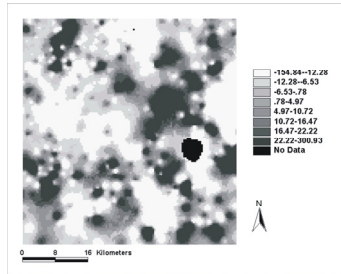 -154.84--12.28
-12.28--6.53
-6.53-.78
.78-4.97
4.97-10.72
10.72-16.47
16.47-22.22
22.22-300.93
No Data
N
0 8 16 Kilometers